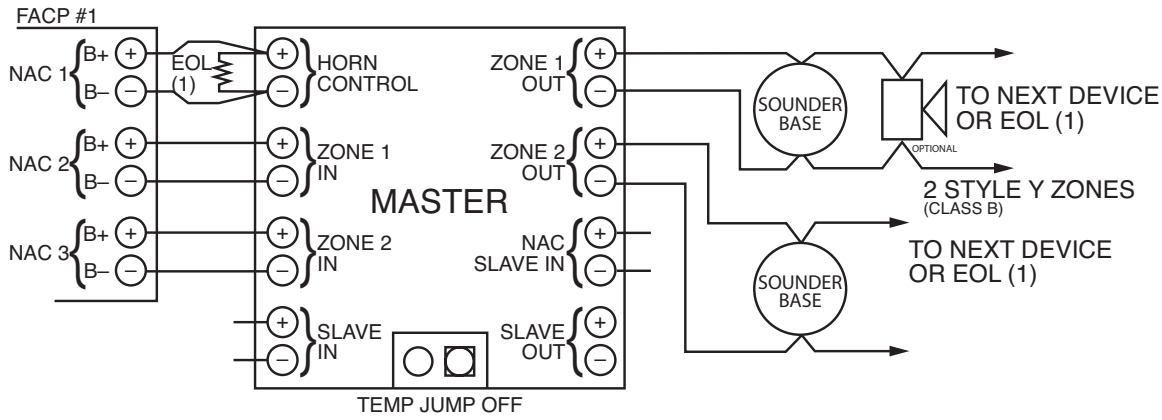 FACP #1
NAC 1
B+
+
B–
–
EOL
(1)
+
–
HORN
CONTROL
NAC 2
B+
+
B–
–
+
–
ZONE 1
IN
NAC 3
B+
+
B–
–
+
–
ZONE 2
IN
+
–
SLAVE
IN
MASTER
ZONE 1
OUT
+
–
ZONE 2
OUT
+
–
NAC
SLAVE IN
+
–
SLAVE
OUT
+
–
TEMP JUMP OFF
SOUNDER
BASE
OPTIONAL
TO NEXT DEVICE
OR EOL (1)
2 STYLE Y ZONES
(CLASS B)
SOUNDER
BASE
TO NEXT DEVICE
OR EOL (1)